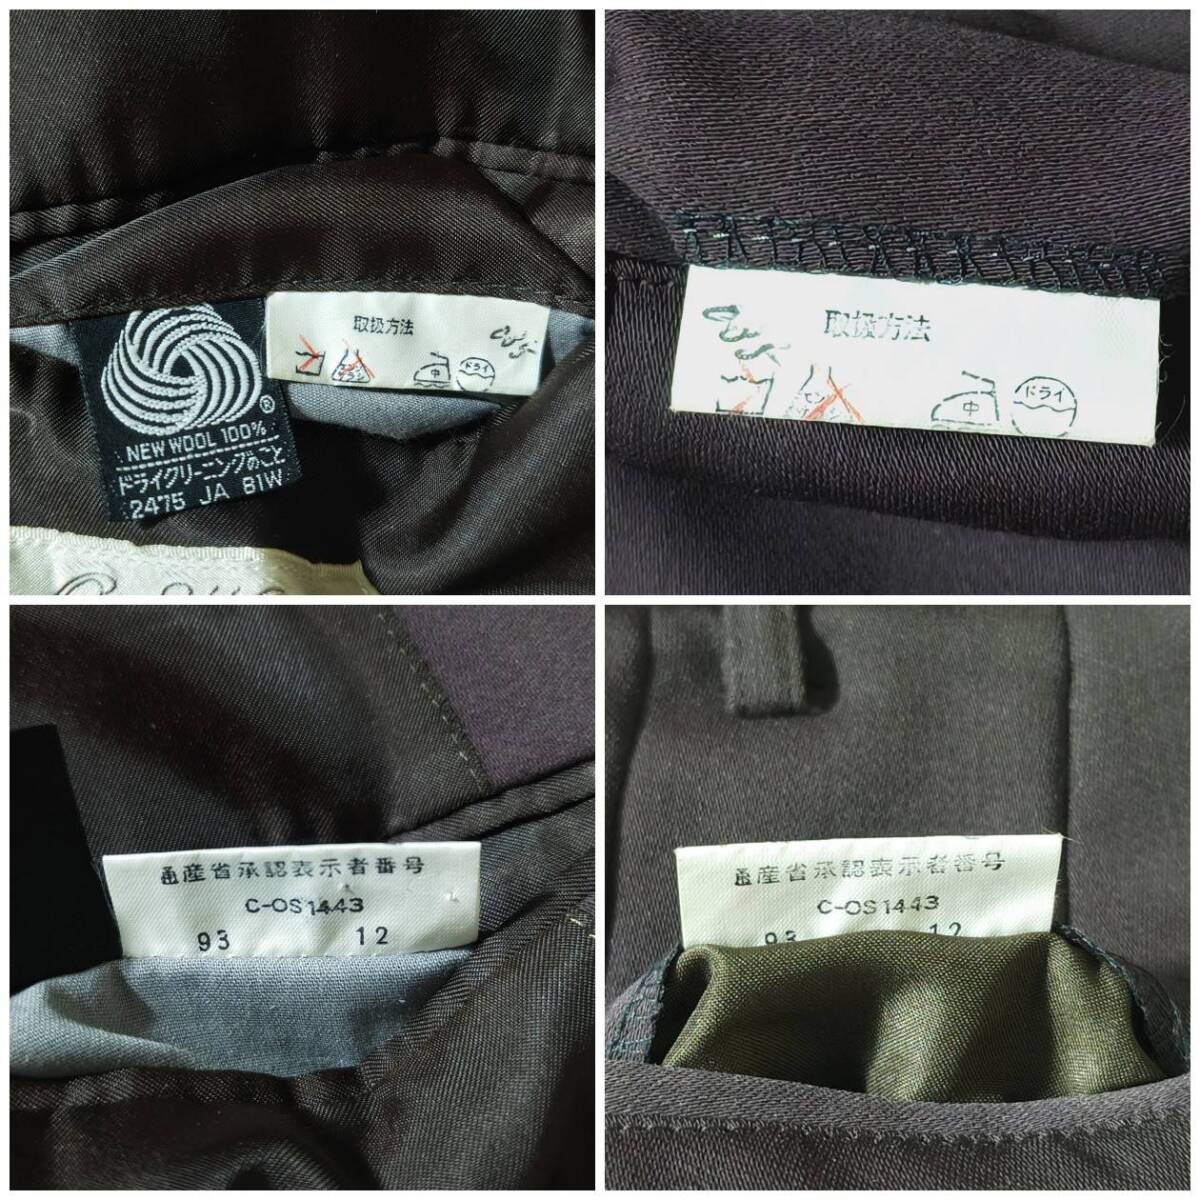 取扱方法
中
ドライ
NEW WOOL 100%
ドライクリーニングのこと
2475 JA 81W
取扱方法
中
ドライ
通産省承認表示者番号
C-OS1443
93 12
通産省承認表示者番号
C-OS1443
93 12